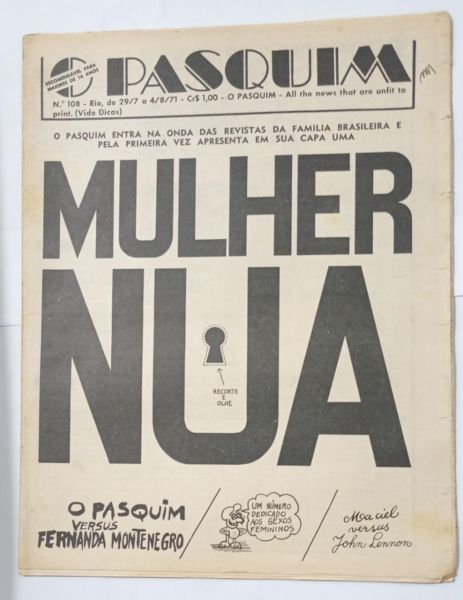 RECOMENDÁVEL PARA
MAIORES DE 16 ANOS
O PASQUIM
N.° 108 - Rio, de 29/7 a 4/8/71 - Cr$ 1,00 - O PASQUIM - All the news that are unfit to
print. (Vide Dicas)
O PASQUIM ENTRA NA ONDA DAS REVISTAS DA FAMILIA BRASILEIRA E
PELA PRIMEIRA VEZ APRESENTA EM SUA CAPA UMA
MULHER
NUA
RECORTE
E
OLHE
O PASQUIM
VERSUS
FERNANDA MONTENEGRO
UM NÚMERO
DEDICADO
AOS SEXOS
FEMININOS
Maciel
versus
John Lennon